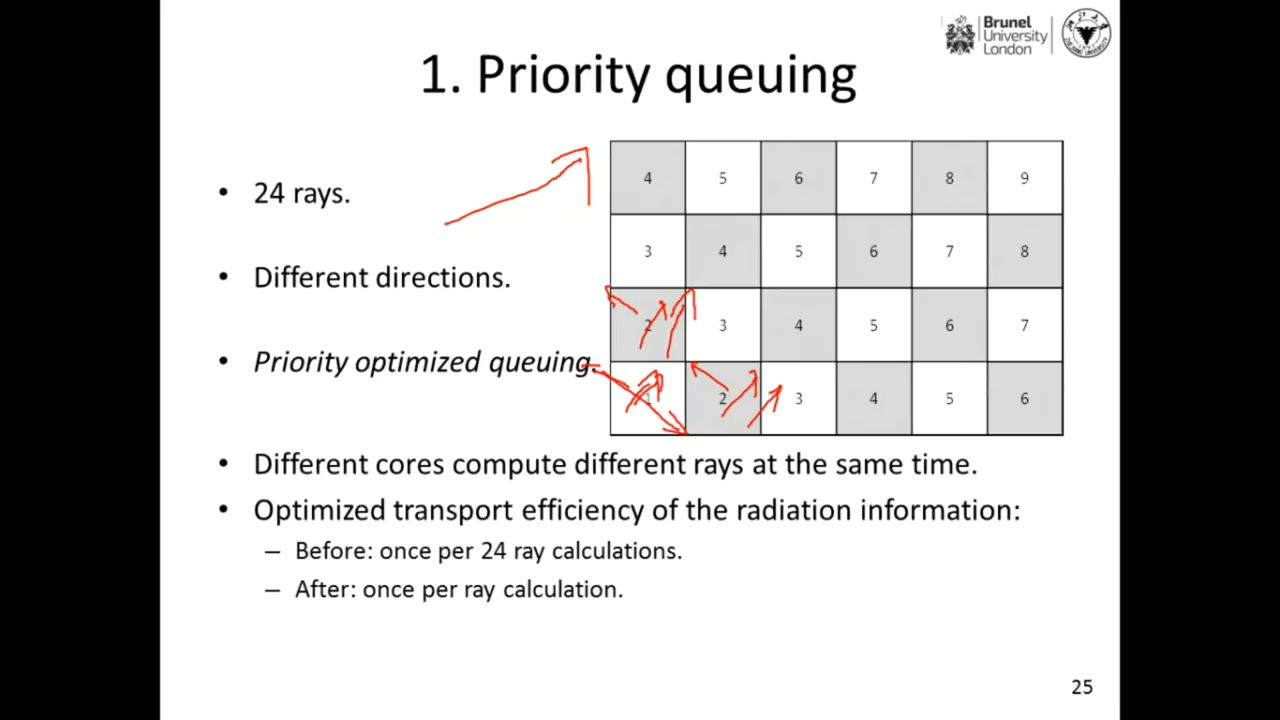 Brunel
University
London
1. Priority queuing
• 24 rays.
• Different directions.
• Priority optimized queuing.
4 5 6 7 8 9
3 4 5 6 7 8
2 3 4 5 6 7
1 2 3 4 5 6
• Different cores compute different rays at the same time.
• Optimized transport efficiency of the radiation information:
– Before: once per 24 ray calculations.
– After: once per ray calculation.
25